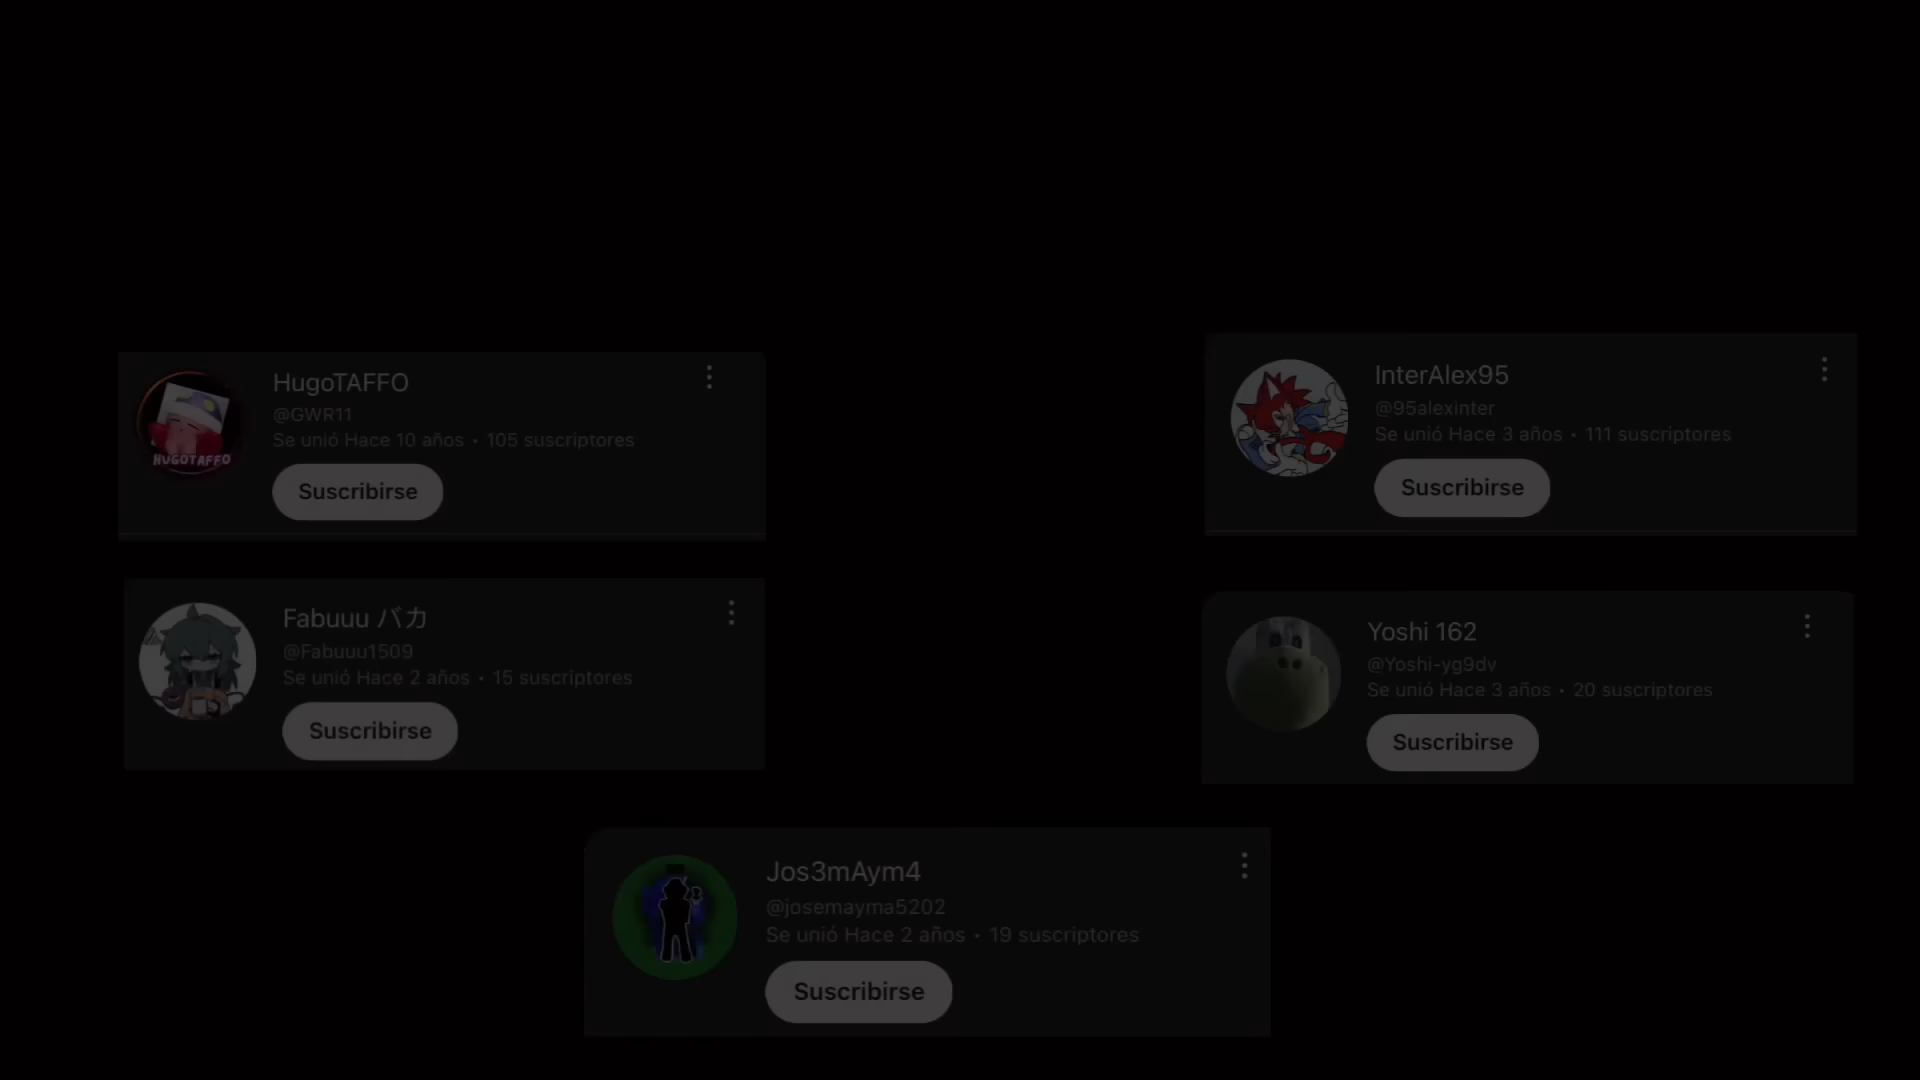 HugoTAFFO
@GWR11
Se unió Hace 10 años • 105 suscriptores
Suscribirse
HUGOTAFFO
InterAlex95
@95alexinter
Se unió Hace 3 años • 111 suscriptores
Suscribirse
Fabuuu バカ
@Fabuuu1509
Se unió Hace 2 años • 15 suscriptores
Suscribirse
Yoshi 162
@Yoshi-yg9dv
Se unió Hace 3 años • 20 suscriptores
Suscribirse
Jos3mAym4
@josemayma5202
Se unió Hace 2 años • 19 suscriptores
Suscribirse